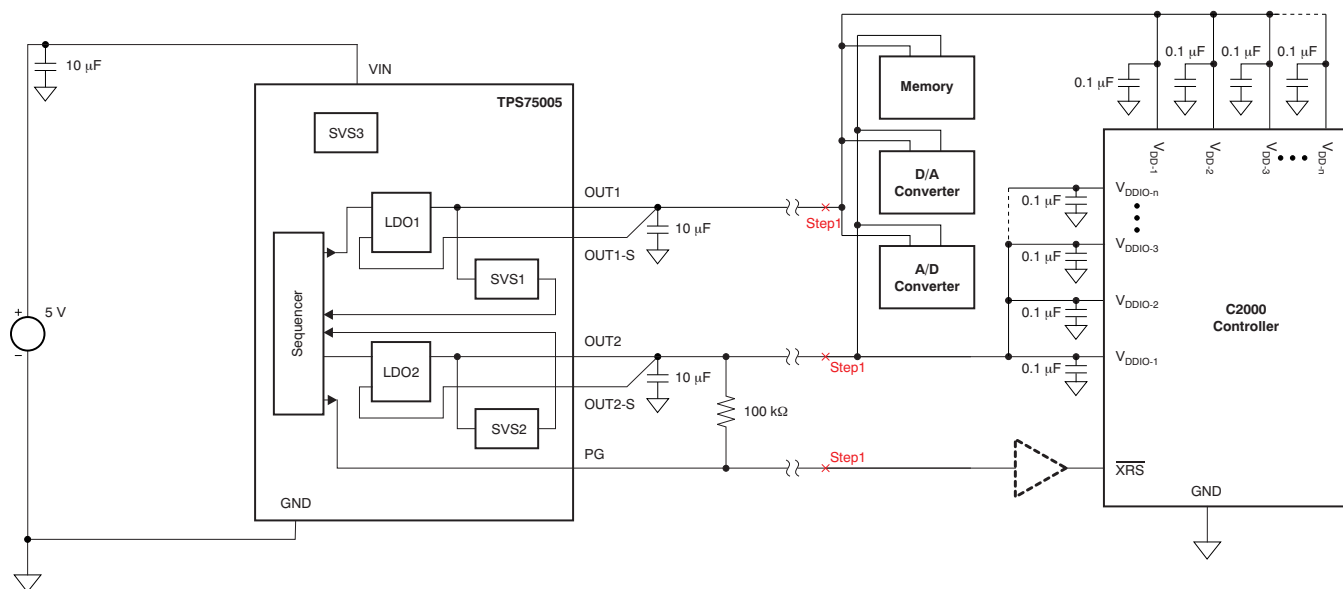 10 μF
VIN
TPS75005
SVS3
OUT1
LDO1
10 μF
OUT1-S
SVS1
Sequencer
5 V
+
−
OUT2
LDO2
10 μF
OUT2-S
SVS2
100 kΩ
PG
GND
Step1
Step1
Step1
Memory
D/A
Converter
A/D
Converter
0.1 μF
0.1 μF
0.1 μF
0.1 μF
VDD-1
VDD-2
VDD-3
VDD-n
VDDIO-n
0.1 μF
VDDIO-3
0.1 μF
VDDIO-2
0.1 μF
VDDIO-1
0.1 μF
C2000
Controller
XRS
GND